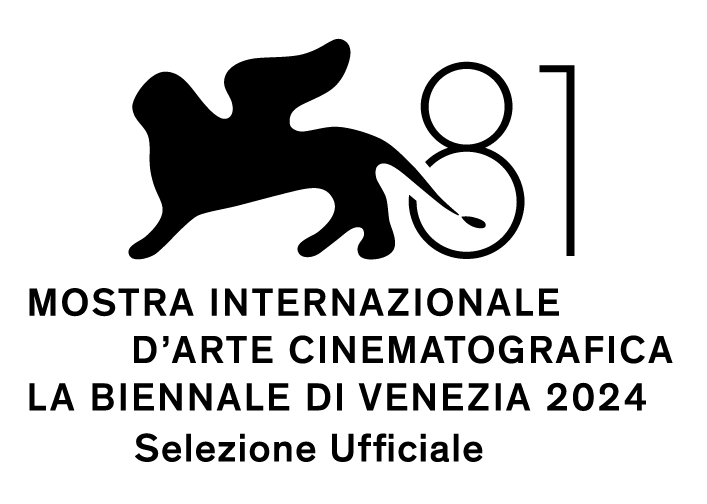 81
MOSTRA INTERNAZIONALE
D’ARTE CINEMATOGRAFICA
LA BIENNALE DI VENEZIA 2024
Selezione Ufficiale